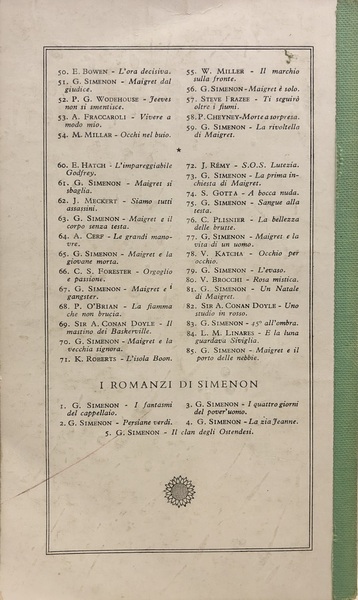 50. E. BOWEN - L'ora decisiva.
51. G. SIMENON - Maigret dal
giudice.
52. P. G. WODEHOUSE - Jeeves
non si smentisce.
53. A. FRACCAROLI - Vivere a
modo mio.
54. M. MILLAR - Occhi nel buio.
55. W. MILLER - Il marchio
sulla fronte.
56. G. SIMENON - Maigret è solo.
57. STEVE FRAZEE - Ti seguirò
oltre i fiumi.
58. P. CHEYNEY - Morte a sorpresa.
59. G. SIMENON - La rivoltella
di Maigret.
*
60. E. HATCH - L'impareggiabile
Godfrey.
61. G. SIMENON - Maigret si
sbaglia.
62. J. MECKERT - Siamo tutti
assassini.
63. G. SIMENON - Maigret e il
corpo senza testa.
64. A. CERF - Le grandi mano-
vre.
65. G. SIMENON - Maigret e la
giovane morta.
66. C. S. FORESTER - Orgoglio
e passione.
67. G. SIMENON - Maigret e i
gangster.
68. P. O'BRIAN - La fiamma
che non brucia.
69. SIR A. CONAN DOYLE - Il
mastino dei Baskerville.
70. G. SIMENON - Maigret e la
vecchia signora.
71. K. ROBERTS - L'isola Boon.
72. J. RÉMY - S.O.S. Lutezia.
73. G. SIMENON - La prima in-
chiesta di Maigret.
74. S. GOTTA - A bocca nuda.
75. G. SIMENON - Sangue alla
testa.
76. C. PLISNIER - La bellezza
delle brutte.
77. G. SIMENON - Maigret e la
vita di un uomo.
78. V. KATCHA - Occhio per
occhio.
79. G. SIMENON - L'evaso.
80. V. BROCCHI - Rosa mistica.
81. G. SIMENON - Un Natale
di Maigret.
82. SIR A. CONAN DOYLE - Uno
studio in rosso.
83. G. SIMENON - 45° all'ombra.
84. L. M. LINARES - E la luna
guardava Siviglia.
85. G. SIMENON - Maigret e il
porto delle nebbie.
I ROMANZI DI SIMENON
1. G. SIMENON - I fantasmi
del cappellaio.
2. G. SIMENON - Persiane verdi.
3. G. SIMENON - I quattro giorni
del pover'uomo.
4. G. SIMENON - La zia Jeanne.
5. G. SIMENON - Il clan degli Ostendesi.